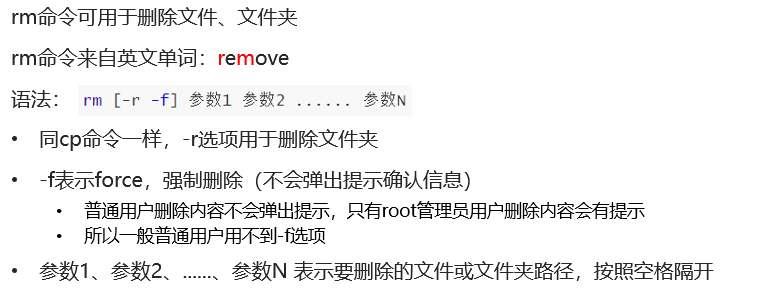 rm命令可用于删除文件、文件夹
rm命令来自英文单词：remove
语法： rm [-r -f] 参数1 参数2 ...... 参数N
• 同cp命令一样，-r选项用于删除文件夹
• -f表示force，强制删除（不会弹出提示确认信息）
• 普通用户删除内容不会弹出提示，只有root管理员用户删除内容会有提示
• 所以一般普通用户用不到-f选项
• 参数1、参数2、......、参数N 表示要删除的文件或文件夹路径，按照空格隔开